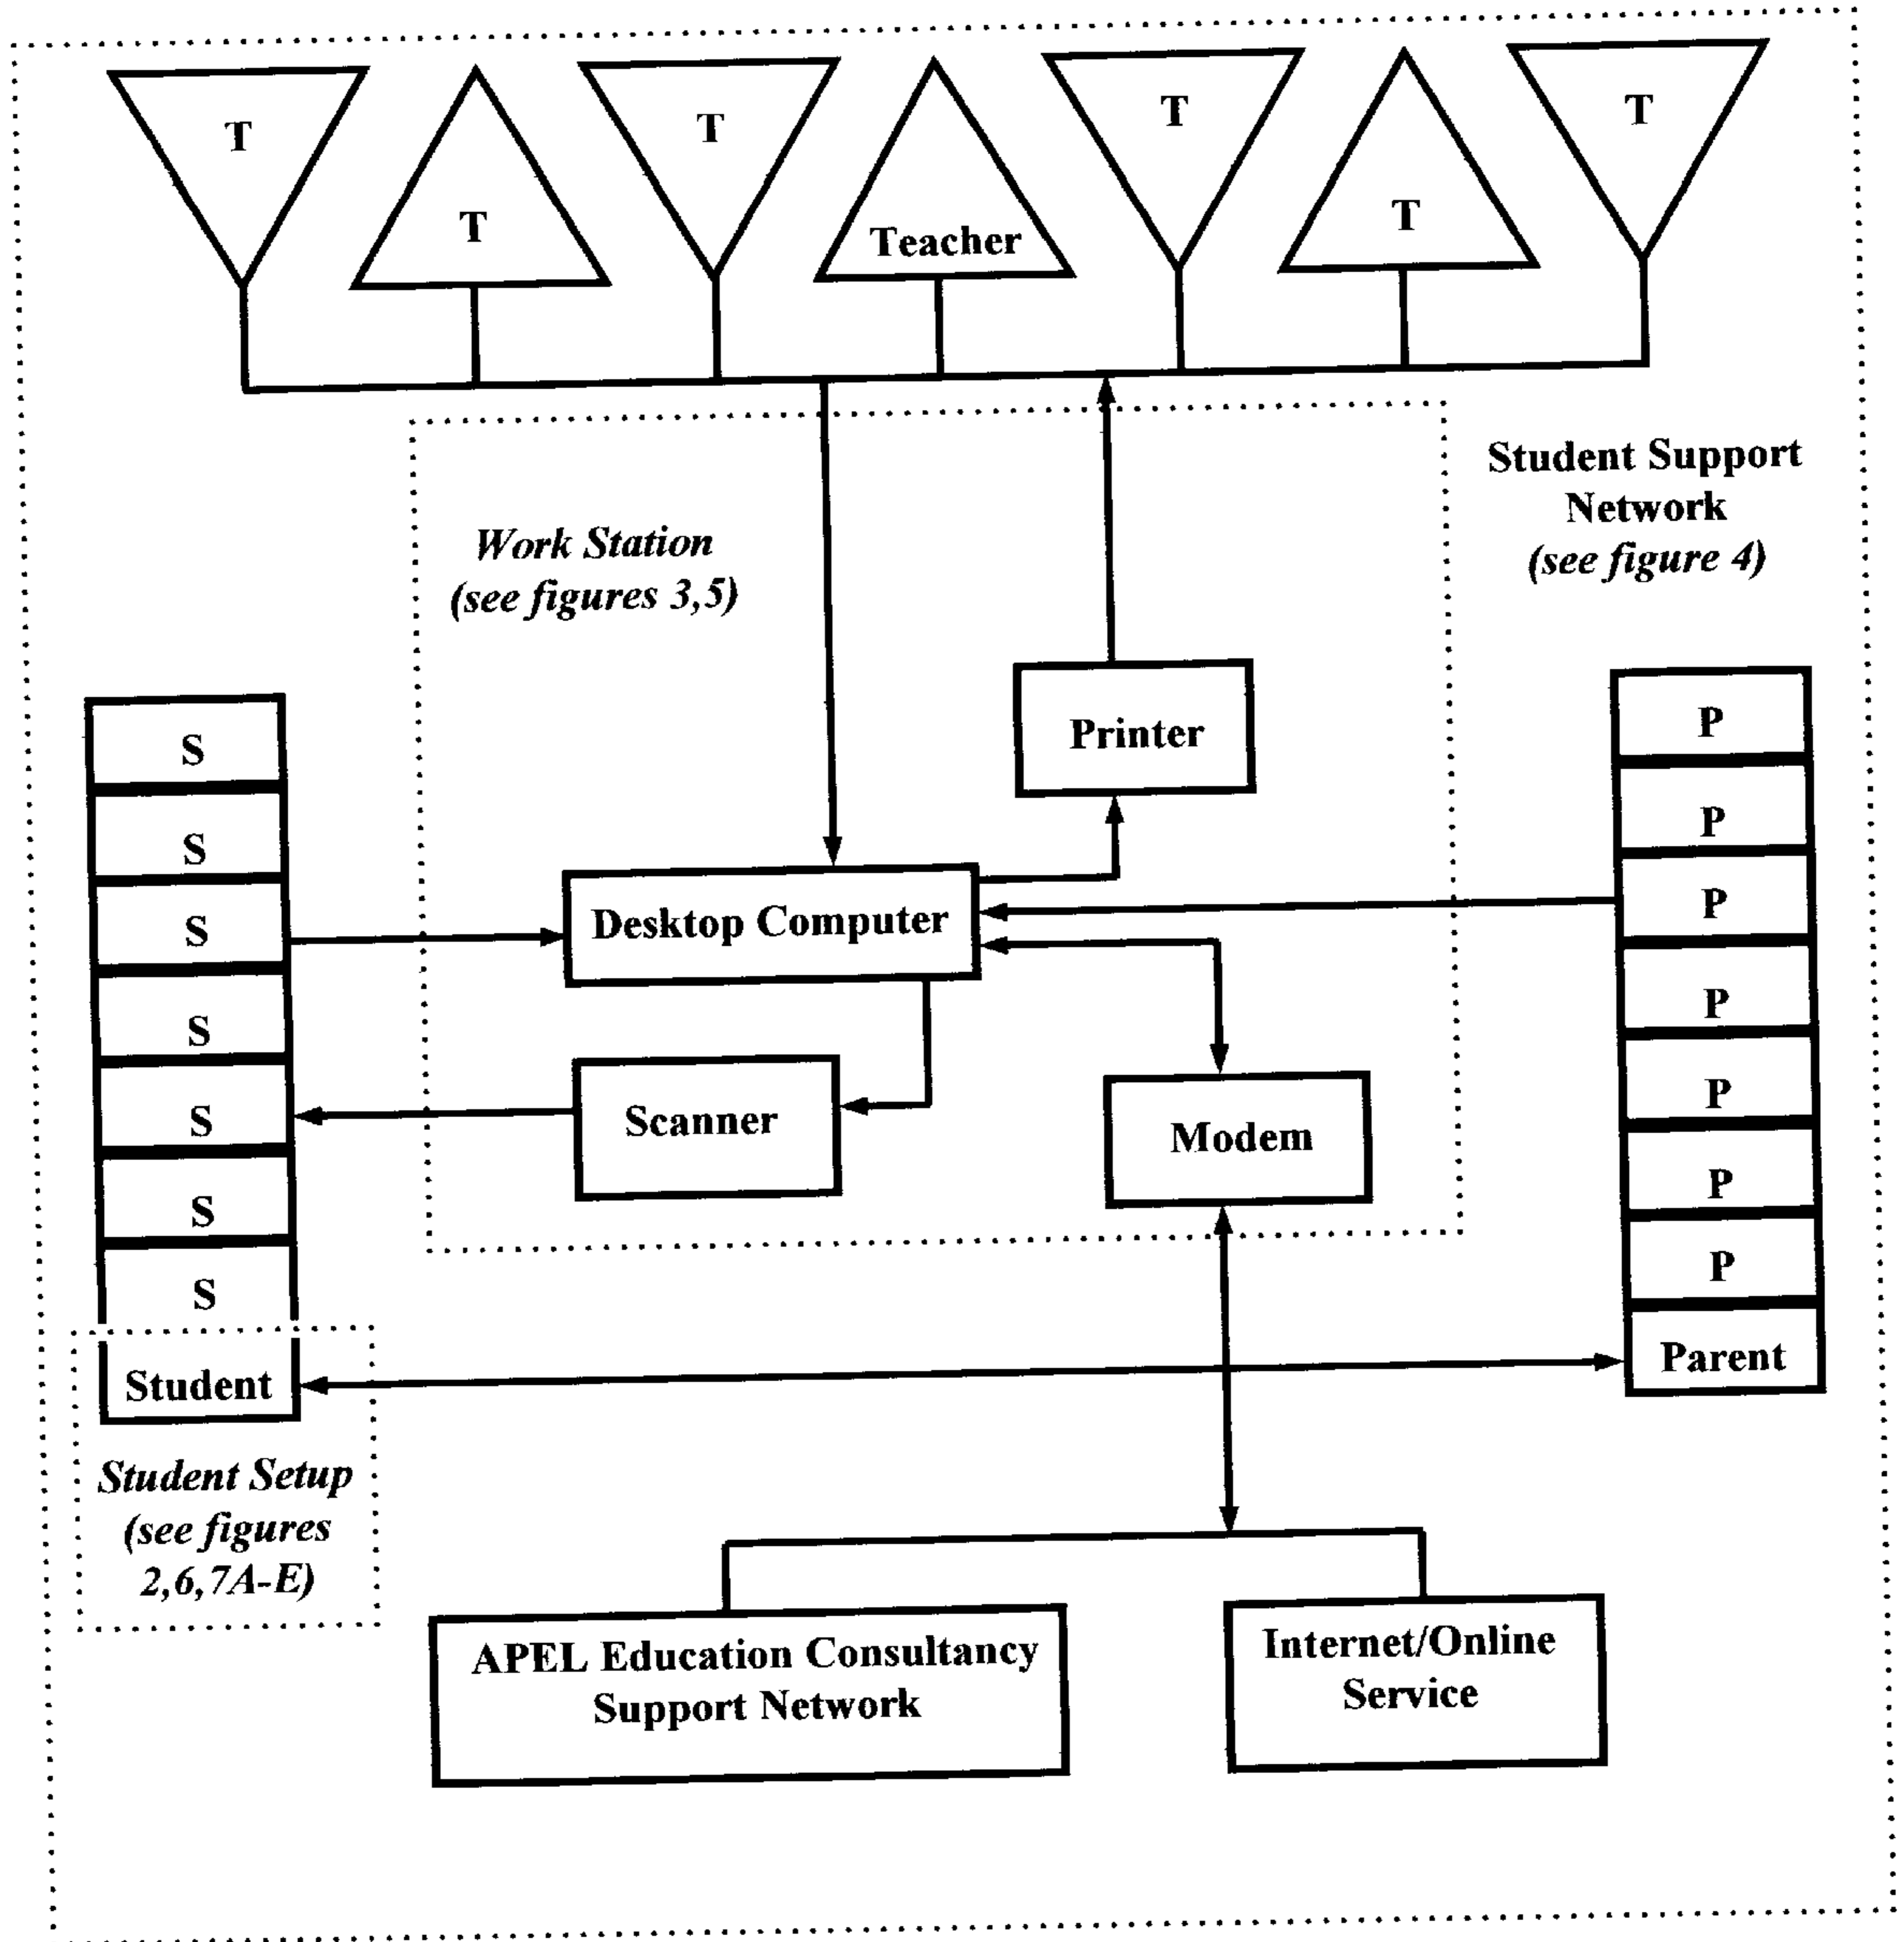 T
T
T
Teacher
T
T
T
Student Support
Network
(see figure 4)
Work Station
(see figures 3,5)
Printer
Desktop Computer
Scanner
Modem
S
S
S
S
S
S
S
Student
Student Setup
(see figures
2,6,7A-E)
P
P
P
P
P
P
P
Parent
APEL Education Consultancy
Support Network
Internet/Online
Service